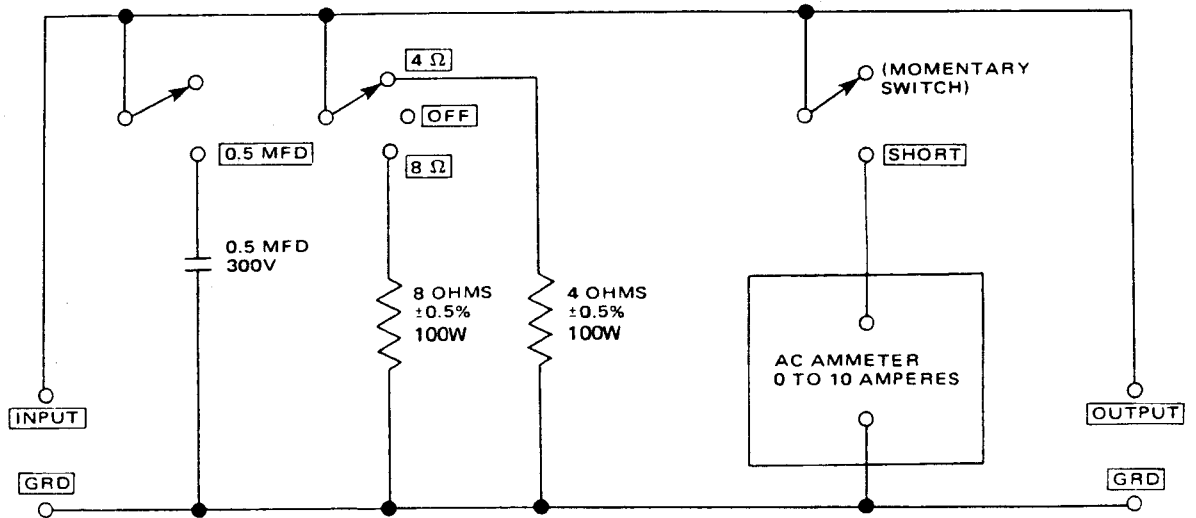 4 Ω
(MOMENTARY
SWITCH)
OFF
0.5 MFD
8 Ω
SHORT
0.5 MFD
300V
8 OHMS
±0.5%
100W
4 OHMS
±0.5%
100W
AC AMMETER
0 TO 10 AMPERES
INPUT
OUTPUT
GRD
GRD